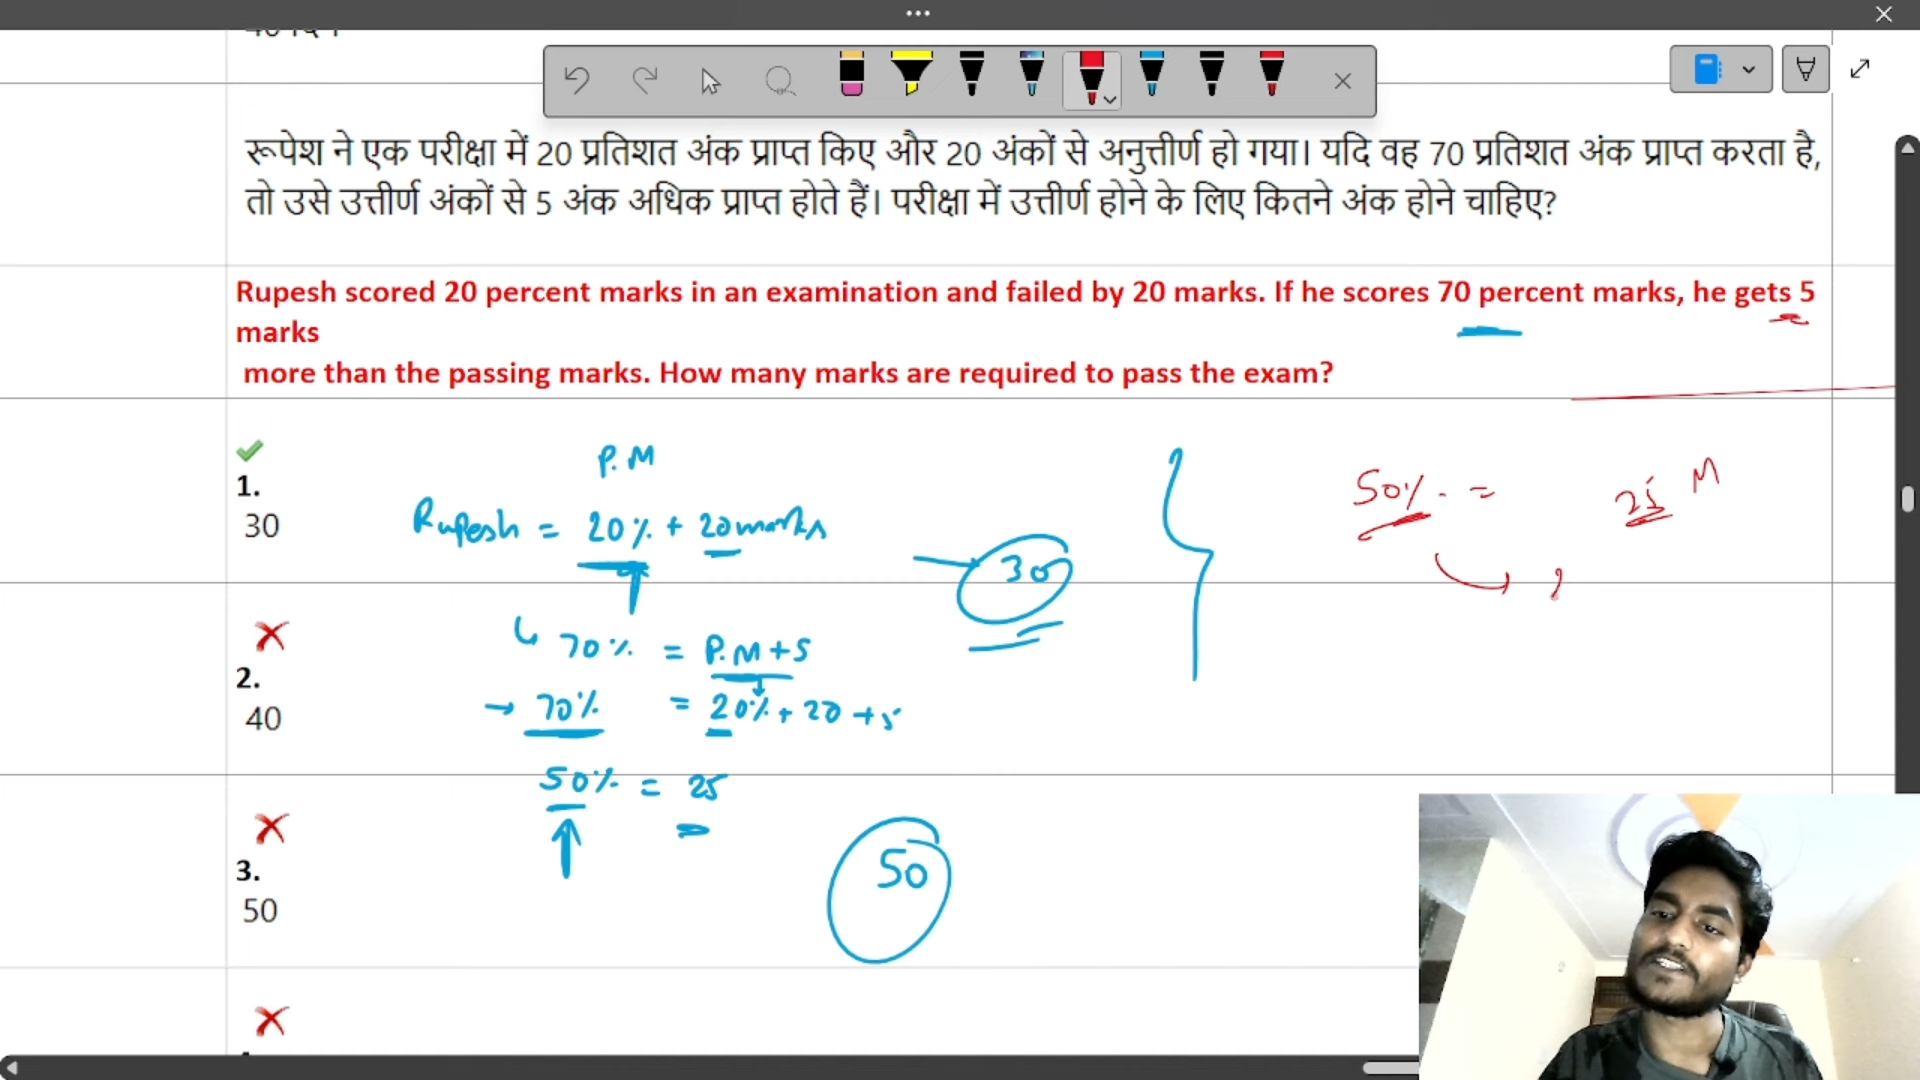 रूपेश ने एक परीक्षा में 20 प्रतिशत अंक प्राप्त किए और 20 अंकों से अनुत्तीर्ण हो गया। यदि वह 70 प्रतिशत अंक प्राप्त करता है,
तो उसे उत्तीर्ण अंकों से 5 अंक अधिक प्राप्त होते हैं। परीक्षा में उत्तीर्ण होने के लिए कितने अंक होने चाहिए?
Rupesh scored 20 percent marks in an examination and failed by 20 marks. If he scores 70 percent marks, he gets 5
marks
more than the passing marks. How many marks are required to pass the exam?
P.M
1.
50% . = 25 M
30
Rupesh = 20% + 20 marks
30
70% = P.M + 5
2.
40
70% = 20% + 20 + 5
50% = 25
3.
50
50